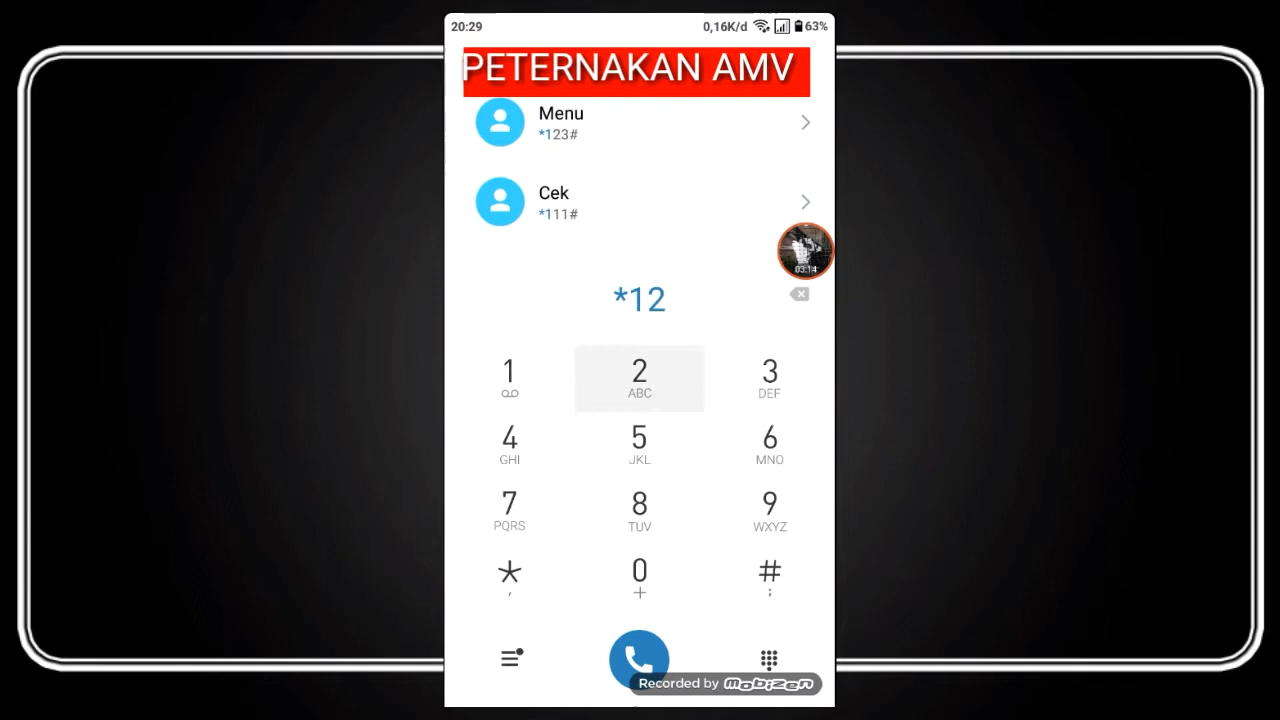 20:29 0,16K/d 63%
PETERNAKAN AMV
Menu
*123#
Cek
*111#
03:14
*12
1 2 3
ABC DEF
4 5 6
GHI JKL MNO
7 8 9
PQRS TUV WXYZ
* 0 #
, + ;
Recorded by mobizen